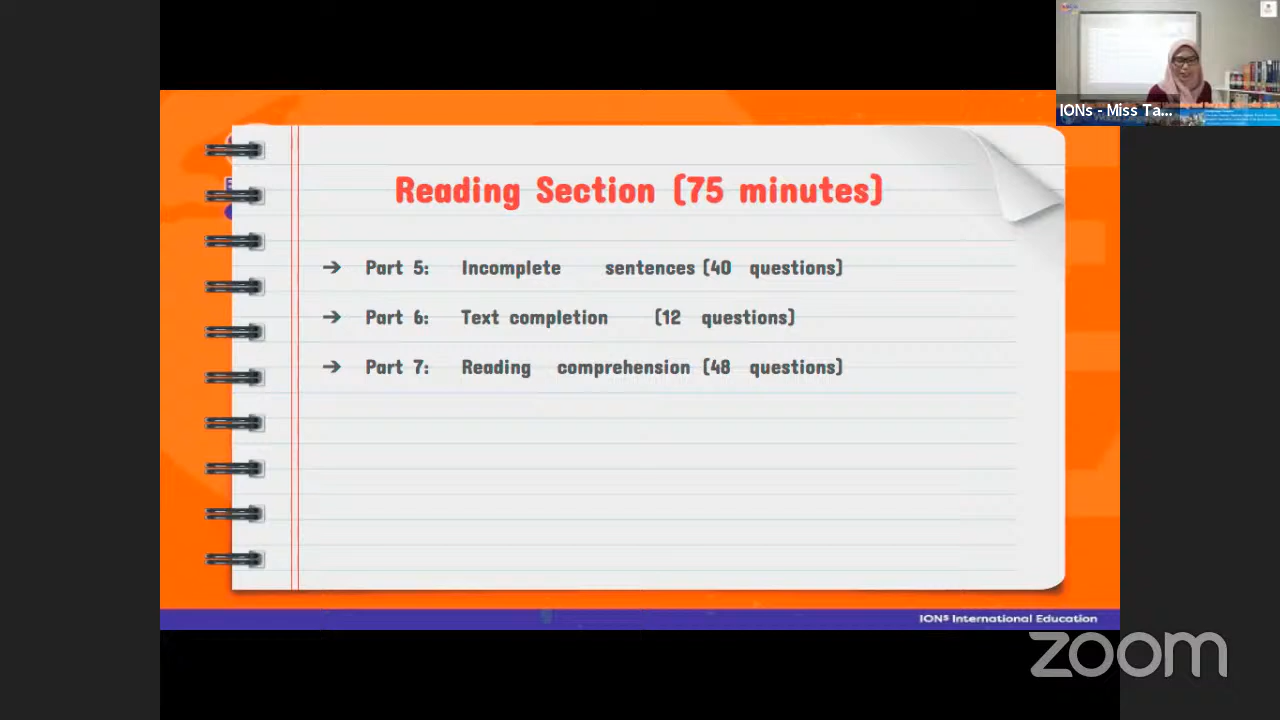 IONs - Miss Ta...
Reading Section (75 minutes)
➔ Part 5: Incomplete sentences (40 questions)
➔ Part 6: Text completion (12 questions)
➔ Part 7: Reading comprehension (48 questions)
IONs International Education
zoom